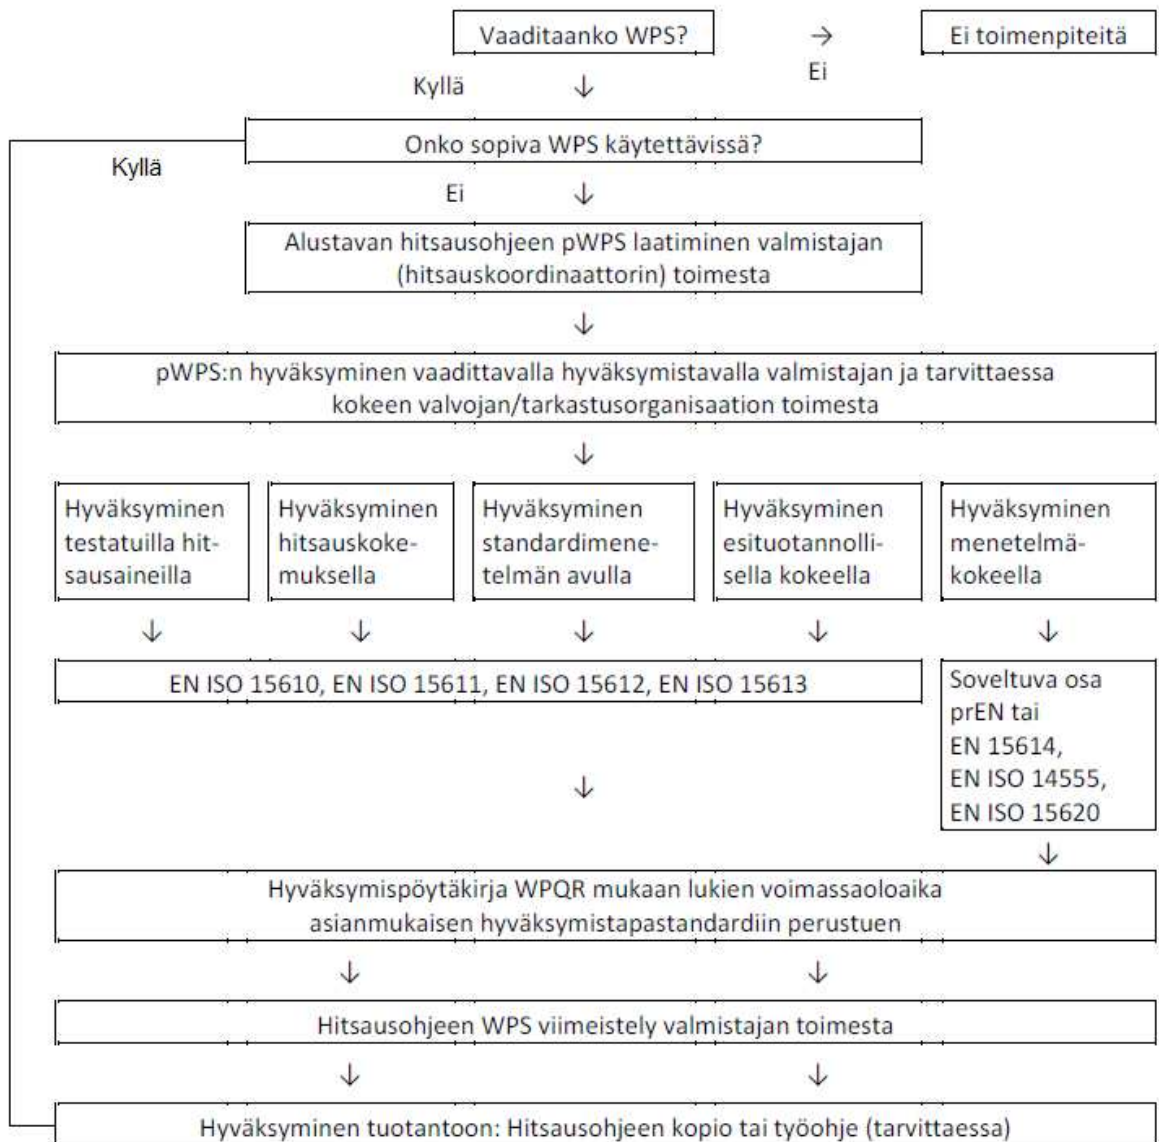 Vaaditaanko WPS?
→
Ei toimenpiteitä
Ei
Kyllä
↓
Onko sopiva WPS käytettävissä?
Kyllä
Ei
↓
Alustavan hitsausohjeen pWPS laatiminen valmistajan
(hitsauskoordinaattorin) toimesta
↓
pWPS:n hyväksyminen vaadittavalla hyväksymistavalla valmistajan ja tarvittaessa
kokeen valvojan/tarkastusorganisaation toimesta
↓
Hyväksyminen
testatuilla hit-
sausaineilla
Hyväksyminen
hitsauskoke-
muksella
Hyväksyminen
standardimene-
telmän avulla
Hyväksyminen
esituotannolli-
sella kokeella
Hyväksyminen
menetelmä-
kokeella
↓ ↓ ↓ ↓ ↓
EN ISO 15610, EN ISO 15611, EN ISO 15612, EN ISO 15613
Soveltuva osa
prEN tai
EN 15614,
EN ISO 14555,
EN ISO 15620
↓
↓
Hyväksymispöytäkirja WPQR mukaan lukien voimassaoloaika
asianmukaisen hyväksymistapastandardiin perustuen
↓ ↓
Hitsausohjeen WPS viimeistely valmistajan toimesta
↓ ↓
Hyväksyminen tuotantoon: Hitsausohjeen kopio tai työohje (tarvittaessa)